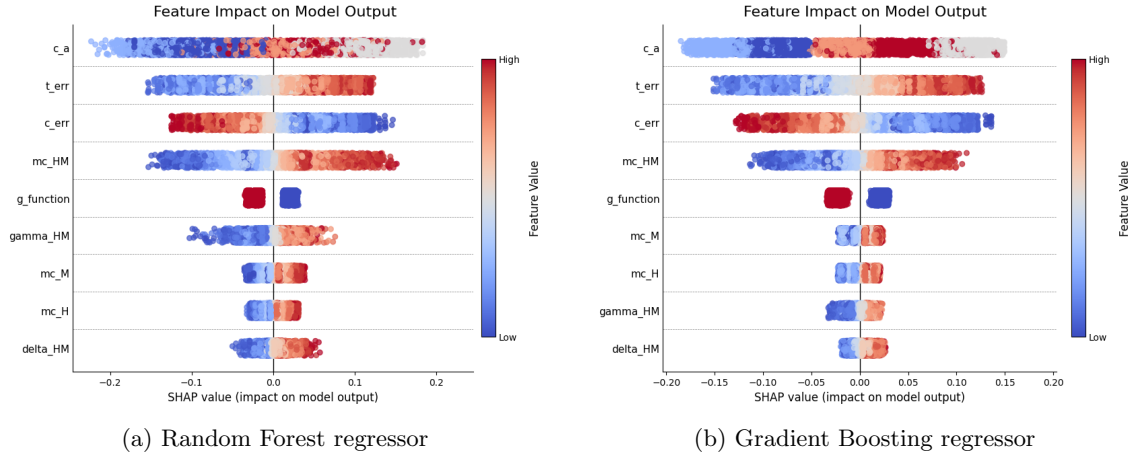 Feature Impact on Model Output
c_a
t_err
c_err
mc_HM
g_function
gamma_HM
mc_M
mc_H
delta_HM
High
Feature Value
Low
−0.2 −0.1 0.0 0.1 0.2
SHAP value (impact on model output)
(a) Random Forest regressor
Feature Impact on Model Output
c_a
t_err
c_err
mc_HM
g_function
mc_M
mc_H
gamma_HM
delta_HM
High
Feature Value
Low
−0.20 −0.15 −0.10 −0.05 0.00 0.05 0.10 0.15 0.20
SHAP value (impact on model output)
(b) Gradient Boosting regressor